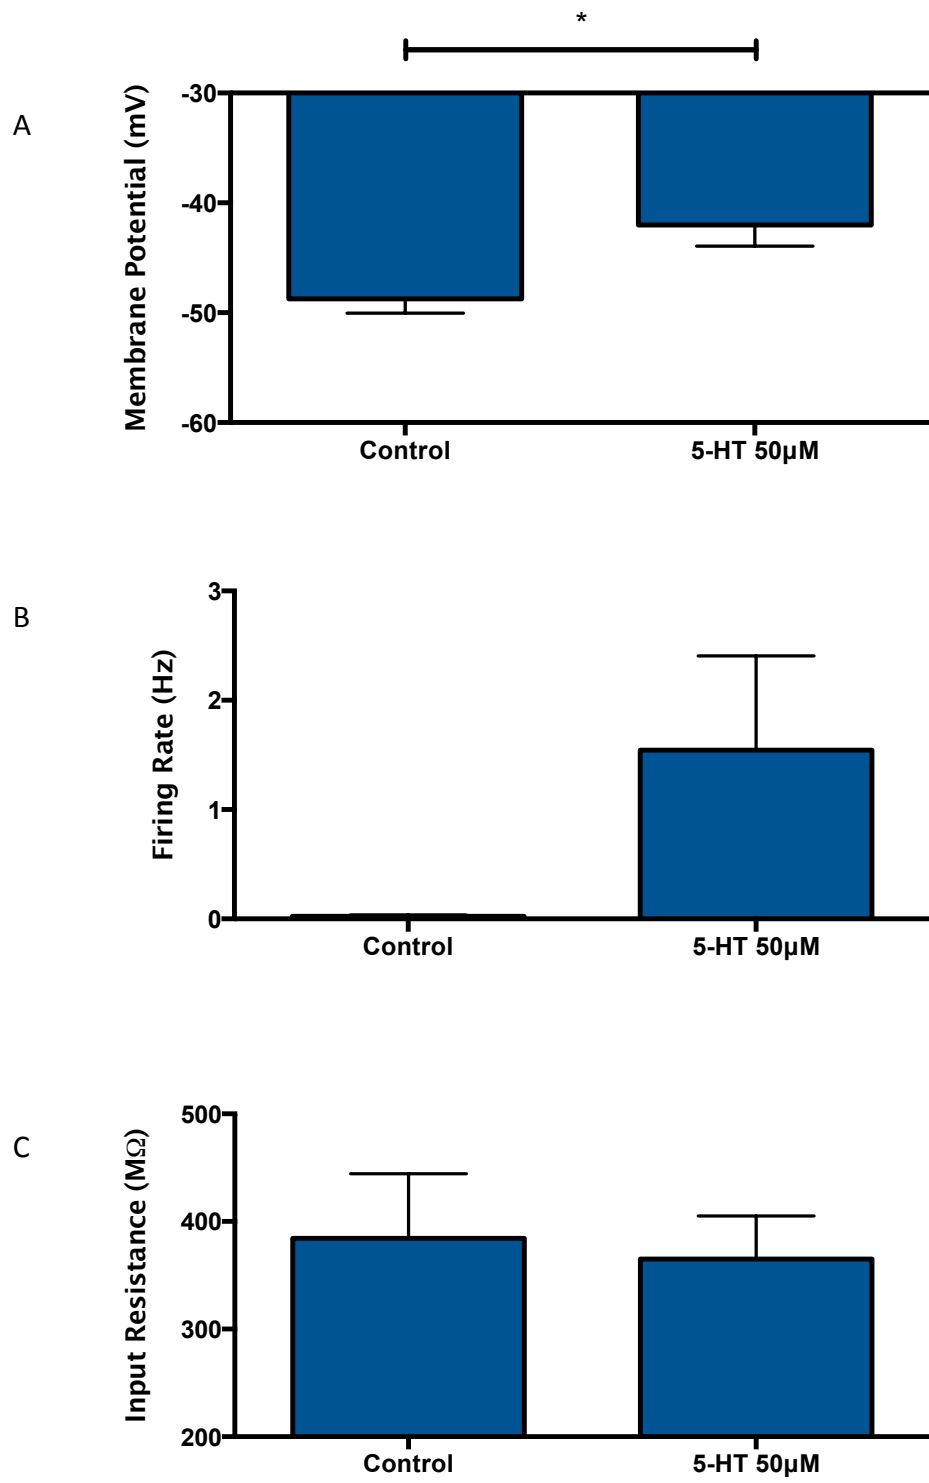 *
A
Membrane Potential (mV)
-30
-40
-50
-60
Control
5-HT 50µM
B
Firing Rate (Hz)
3
2
1
0
Control
5-HT 50µM
C
Input Resistance (MΩ)
500
400
300
200
Control
5-HT 50µM